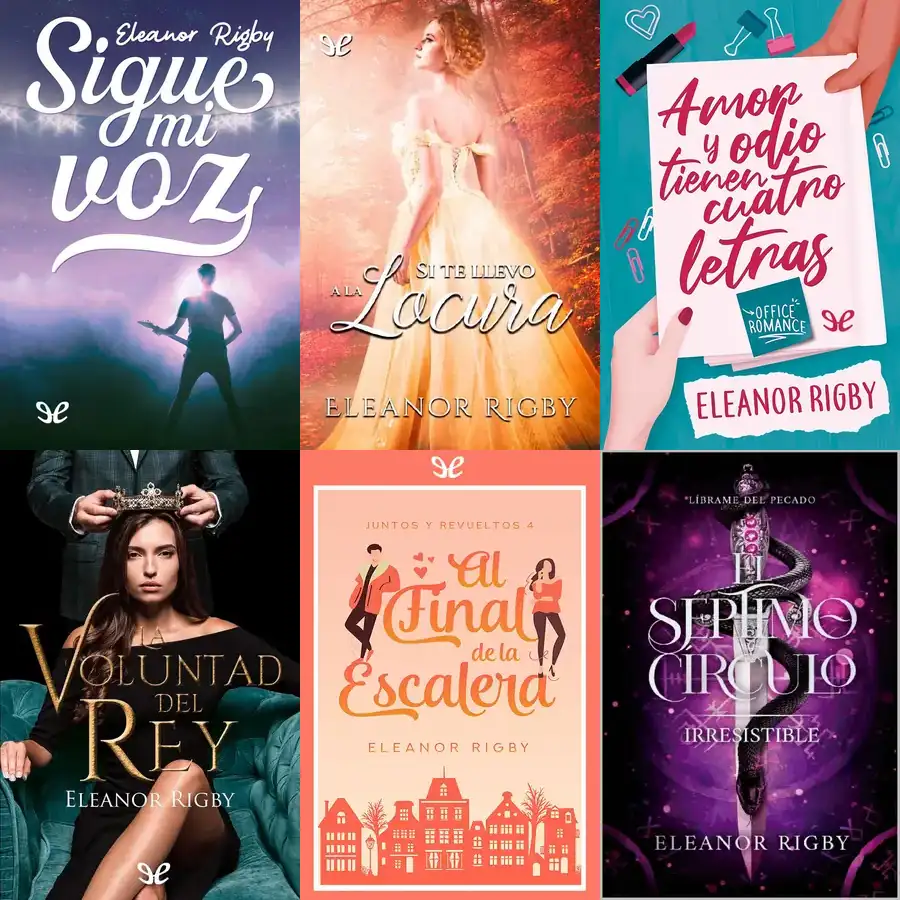 Eleanor Rigby
Sigue
mi
voz
SI TE LLEVO
A LA Locura
ELEANOR RIGBY
Amor
y odio
tienen
cuatro
letras
OFFICE
ROMANCE
ELEANOR RIGBY
LA
VOLUNTAD
DEL
REY
ELEANOR RIGBY
JUNTOS Y REVUELTOS 4
Al
Final
de la
Escalera
ELEANOR RIGBY
*LÍBRAME DEL PECADO
EL
SÉPTIMO
CÍRCULO
IRRESISTIBLE
ELEANOR RIGBY